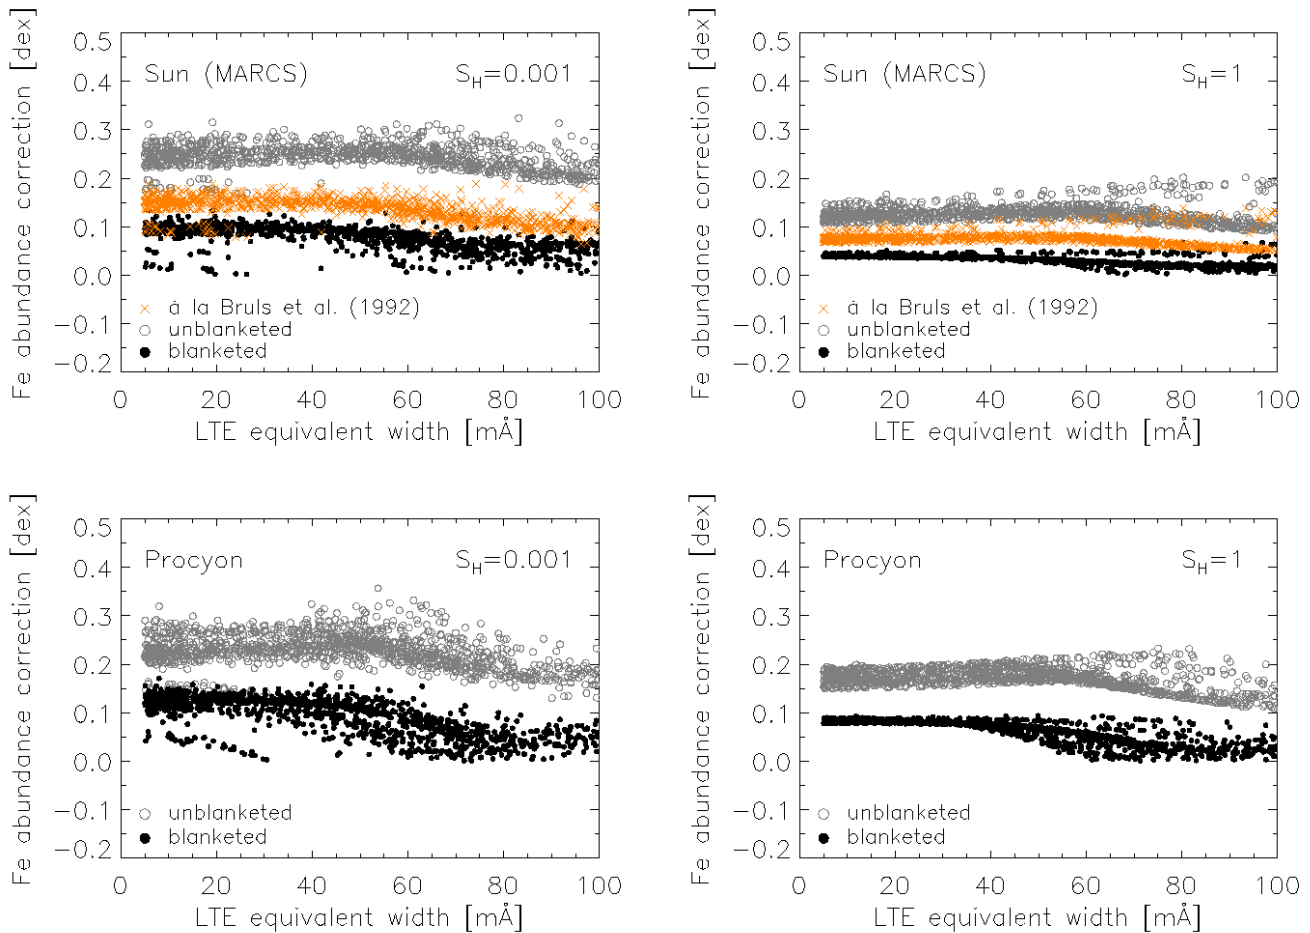 Fe abundance correction [dex]
0.5
0.4
0.3
0.2
0.1
0.0
−0.1
−0.2
Sun (MARCS) S_H=0.001
× á la Bruls et al. (1992)
○ unblanketed
● blanketed
0 20 40 60 80 100
LTE equivalent width [mÅ]
Fe abundance correction [dex]
0.5
0.4
0.3
0.2
0.1
0.0
−0.1
−0.2
Sun (MARCS) S_H=1
× á la Bruls et al. (1992)
○ unblanketed
● blanketed
0 20 40 60 80 100
LTE equivalent width [mÅ]
Fe abundance correction [dex]
0.5
0.4
0.3
0.2
0.1
0.0
−0.1
−0.2
Procyon S_H=0.001
○ unblanketed
● blanketed
0 20 40 60 80 100
LTE equivalent width [mÅ]
Fe abundance correction [dex]
0.5
0.4
0.3
0.2
0.1
0.0
−0.1
−0.2
Procyon S_H=1
○ unblanketed
● blanketed
0 20 40 60 80 100
LTE equivalent width [mÅ]